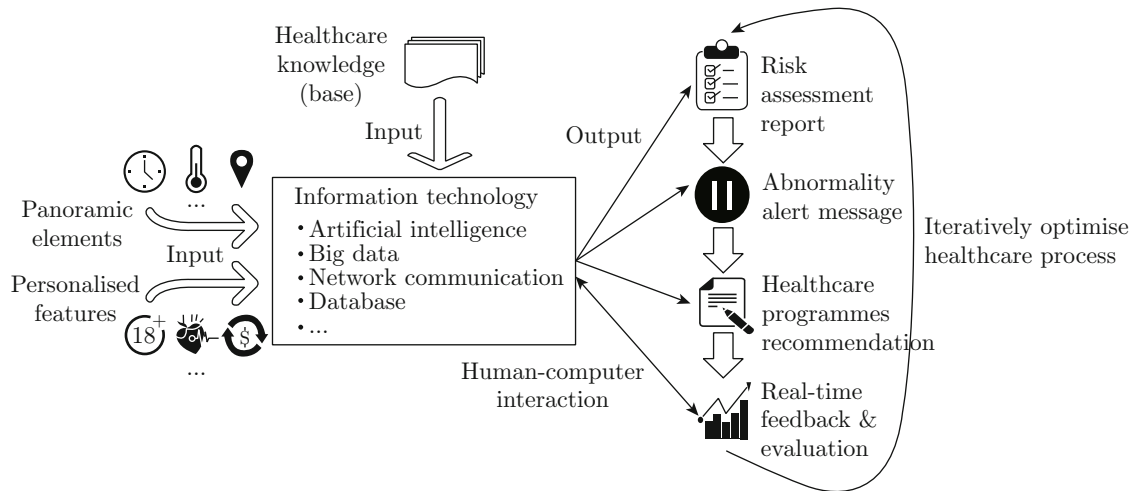 Healthcare
knowledge
(base)
Input
Panoramic
elements
...
Input
Personalised
features
18+
$
...
Information technology
• Artificial intelligence
• Big data
• Network communication
• Database
• ...
Output
Human-computer
interaction
Risk
assessment
report
Abnormality
alert message
Healthcare
programmes
recommendation
Real-time
feedback &
evaluation
Iteratively optimise
healthcare process